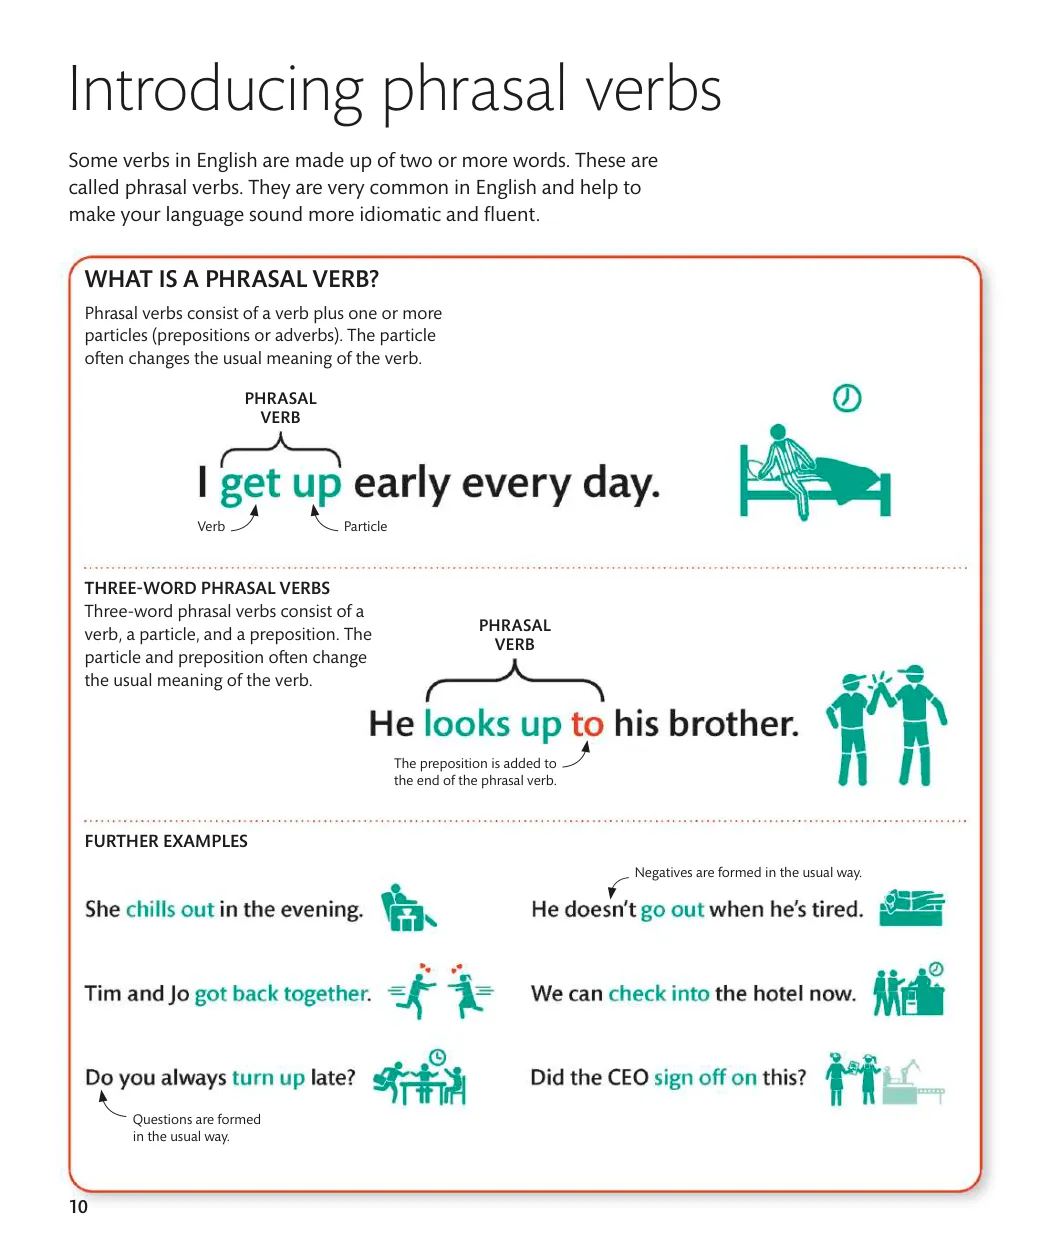 Introducing phrasal verbs
Some verbs in English are made up of two or more words. These are
called phrasal verbs. They are very common in English and help to
make your language sound more idiomatic and fluent.
WHAT IS A PHRASAL VERB?
Phrasal verbs consist of a verb plus one or more
particles (prepositions or adverbs). The particle
often changes the usual meaning of the verb.
PHRASAL
VERB
I get up early every day.
Verb
Particle
THREE-WORD PHRASAL VERBS
Three-word phrasal verbs consist of a
verb, a particle, and a preposition. The
particle and preposition often change
the usual meaning of the verb.
PHRASAL
VERB
He looks up to his brother.
The preposition is added to
the end of the phrasal verb.
FURTHER EXAMPLES
She chills out in the evening.
Negatives are formed in the usual way.
He doesn't go out when he's tired.
Tim and Jo got back together.
We can check into the hotel now.
Do you always turn up late?
Questions are formed
in the usual way.
Did the CEO sign off on this?
10